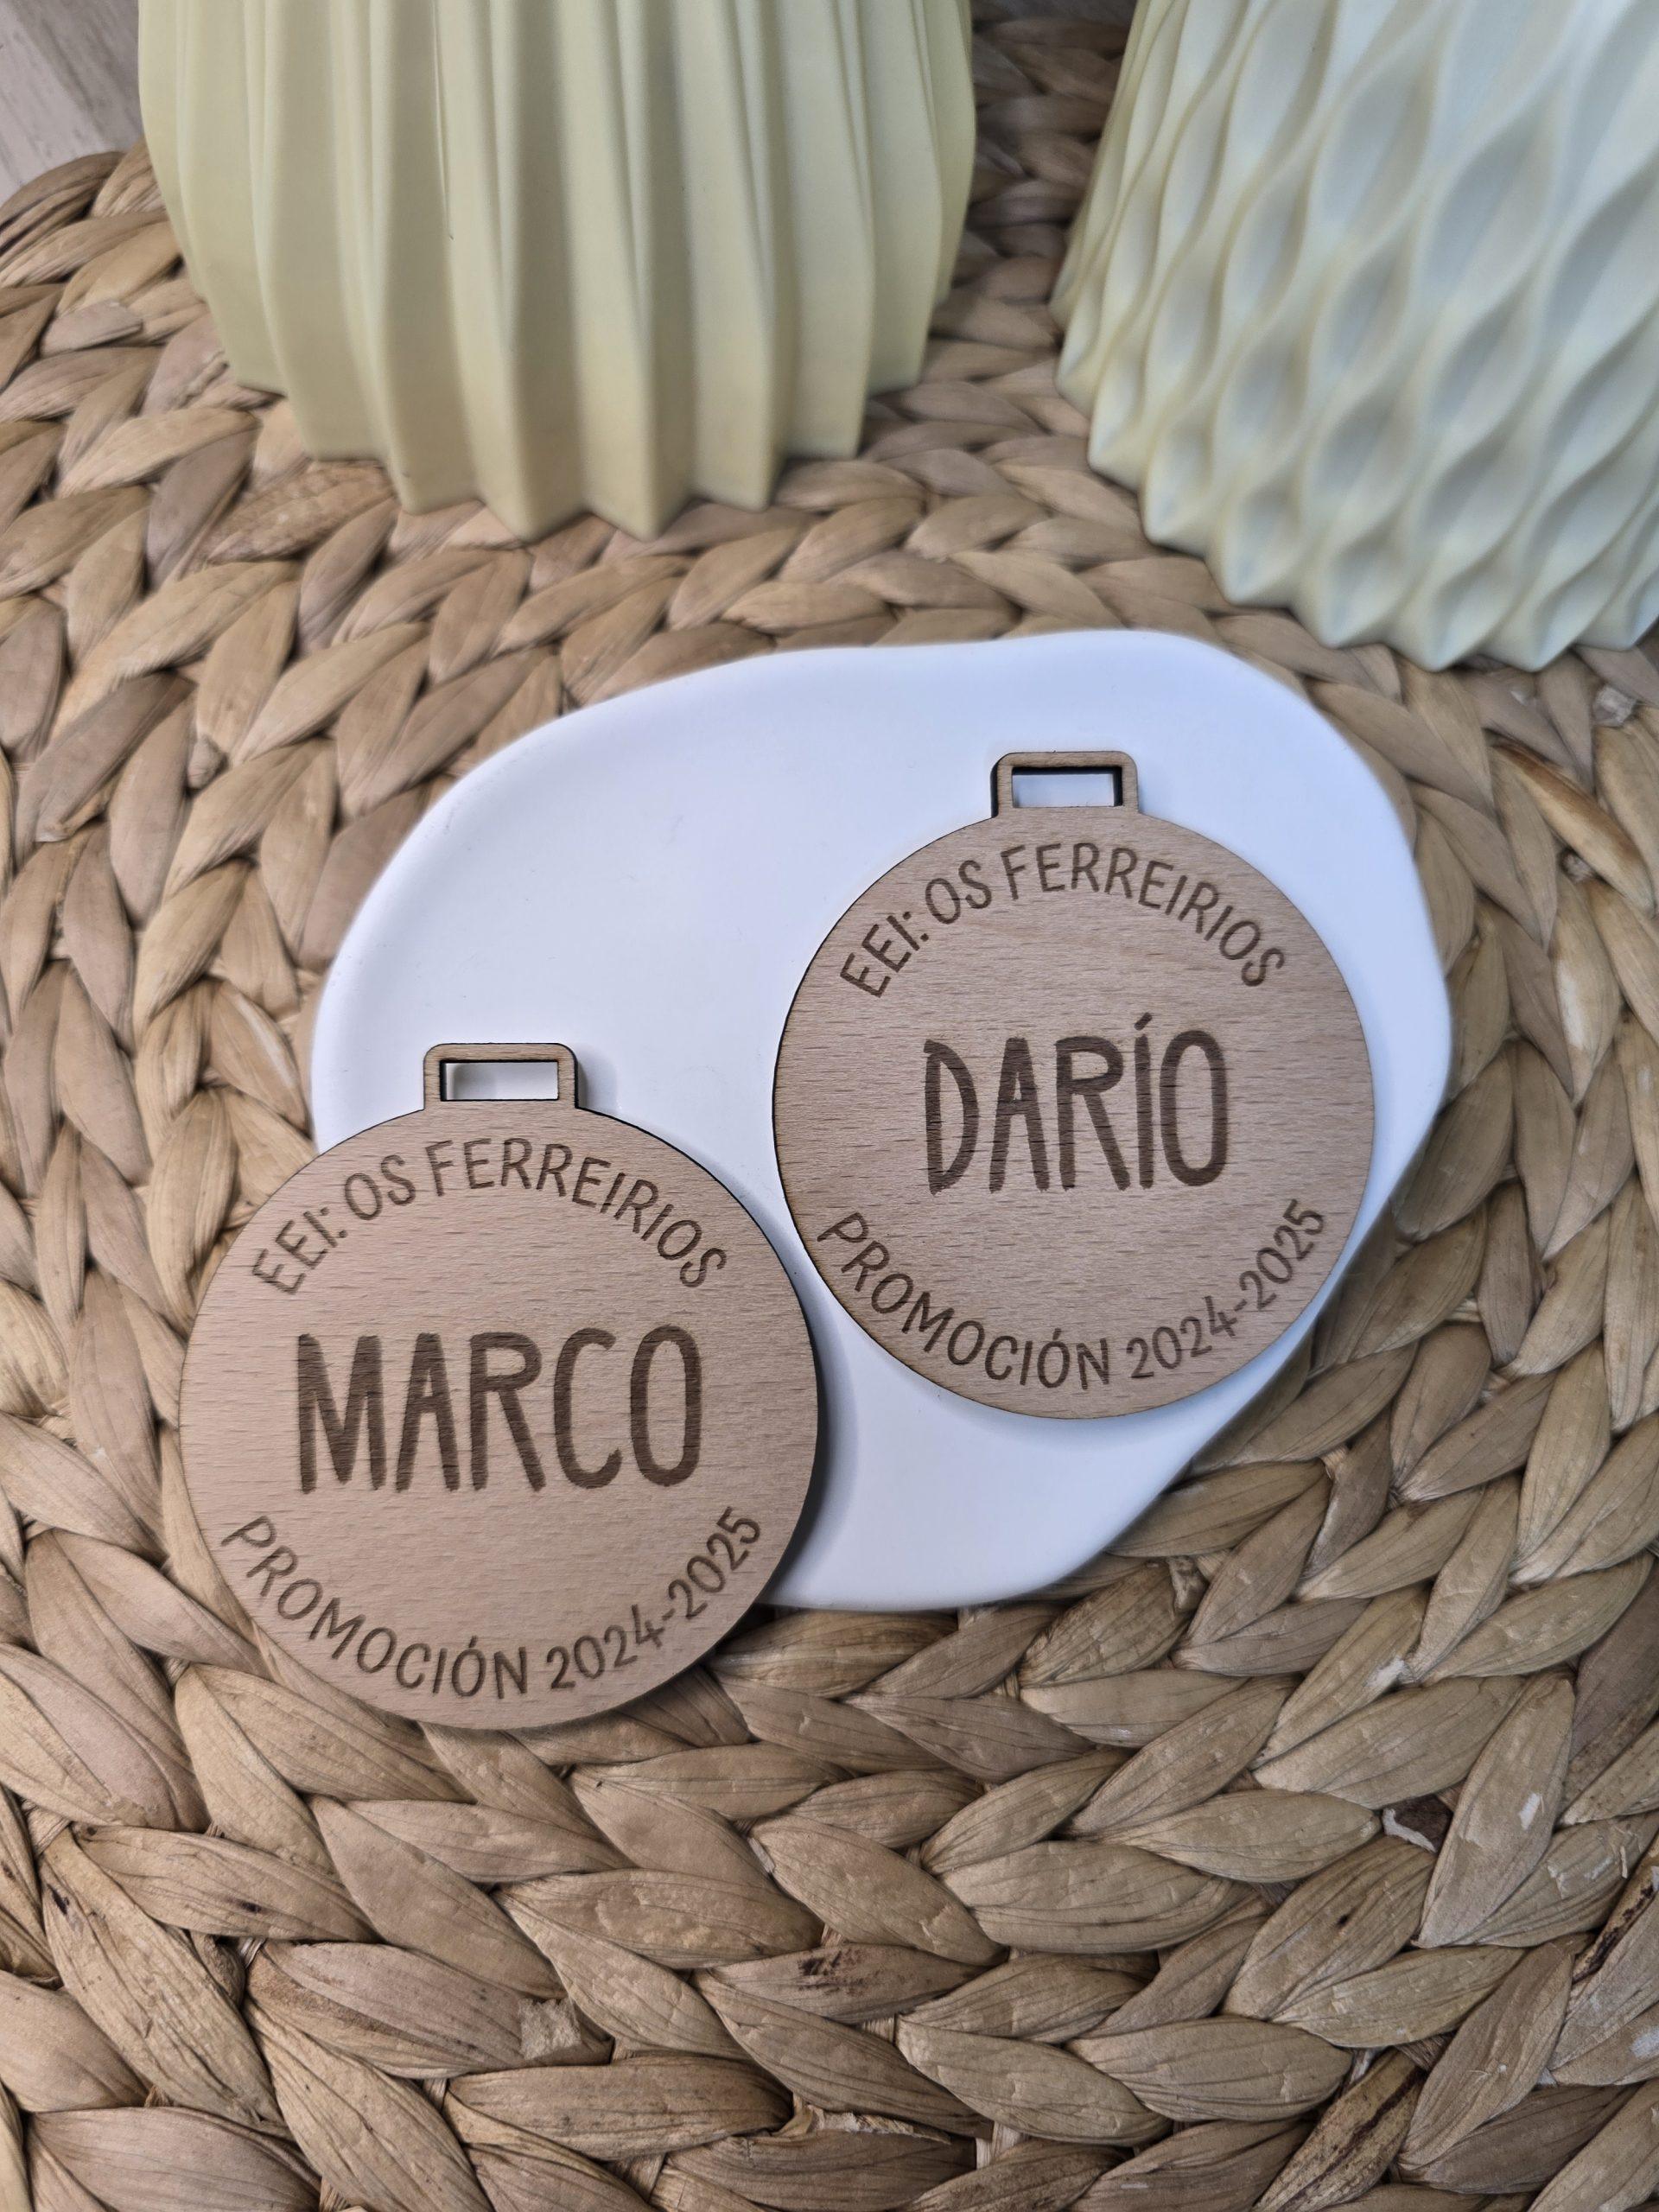 EEI: OS FERREIRIOS
MARCO
PROMOCIÓN 2024-2025
EEI: OS FERREIRIOS
DARÍO
PROMOCIÓN 2024-2025